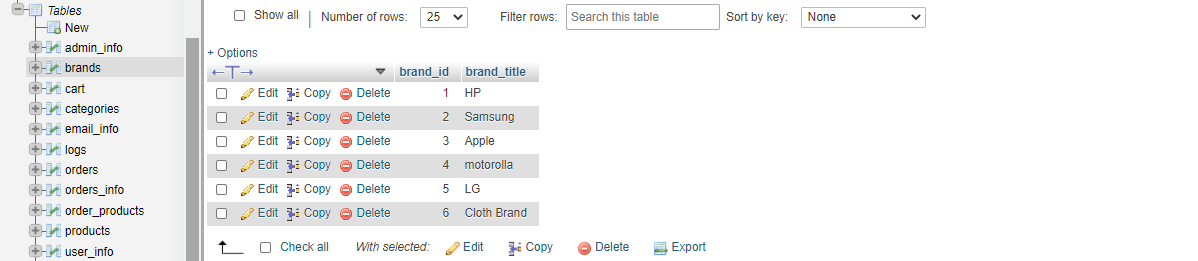 Tables
New
admin_info
brands
cart
categories
email_info
logs
orders
orders_info
order_products
products
user_info
Show all Number of rows: 25 Filter rows: Search this table Sort by key: None
+ Options
brand_id brand_title
Edit Copy Delete 1 HP
Edit Copy Delete 2 Samsung
Edit Copy Delete 3 Apple
Edit Copy Delete 4 motorolla
Edit Copy Delete 5 LG
Edit Copy Delete 6 Cloth Brand
Check all With selected: Edit Copy Delete Export